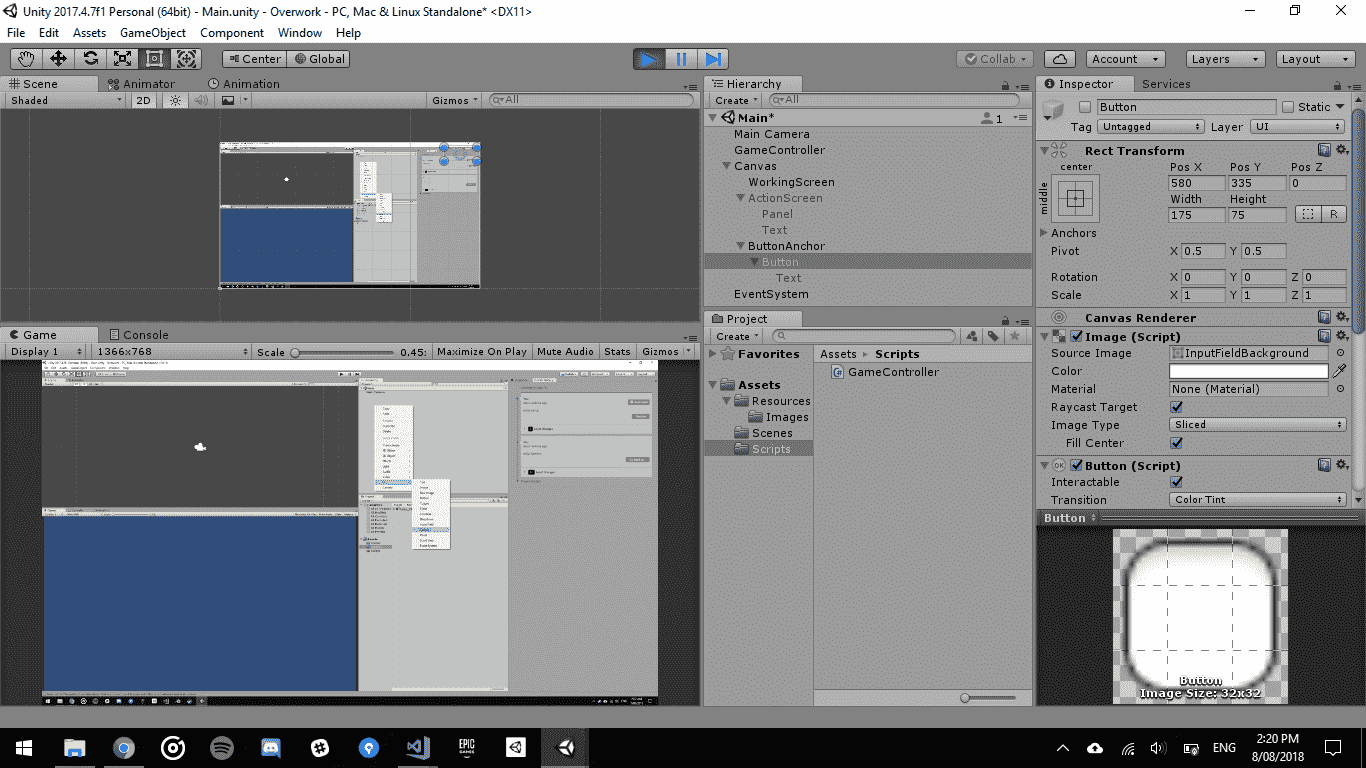 Unity 2017.4.7f1 Personal (64bit) - Main.unity - Overwork - PC, Mac & Linux Standalone* <DX11>
File Edit Assets GameObject Component Window Help
Center Global Collab Account Layers Layout
Scene Animator Animation
Shaded 2D Gizmos All
Game Console
Display 1 1366x768 Scale 0.45: Maximize On Play Mute Audio Stats Gizmos
Hierarchy
Create All
Main* 1
Main Camera
GameController
Canvas
WorkingScreen
ActionScreen
Panel
Text
ButtonAnchor
Button
Text
EventSystem
Project
Create
Favorites
Assets
Resources
Images
Scenes
Scripts
Assets Scripts
GameController
Inspector Services
Button Static
Tag Untagged Layer UI
Rect Transform
center Pos X Pos Y Pos Z
middle 580 335 0
Width Height
175 75 R
Anchors
Pivot X 0.5 Y 0.5
Rotation X 0 Y 0 Z 0
Scale X 1 Y 1 Z 1
Canvas Renderer
Image (Script)
Source Image InputFieldBackground
Color
Material None (Material)
Raycast Target
Image Type Sliced
Fill Center
OK Button (Script)
Interactable
Transition Color Tint
Button
Button
Image Size: 32x32
EPIC GAMES
ENG
2:20 PM
8/08/2018